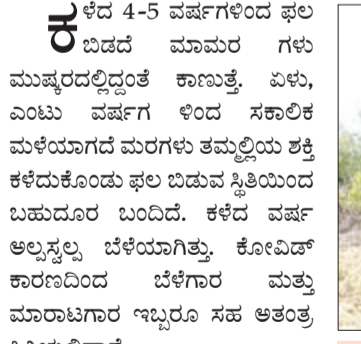 ಕಳೆದ 4-5 ವರ್ಷಗಳಿಂದ ಫಲ
ಬಿಡದೆ ಮಾಮರ ಗಳು
ಮುಷ್ಕರದಲ್ಲಿದ್ದಂತೆ ಕಾಣುತ್ತೆ. ಏಳು,
ಎಂಟು ವರ್ಷಗ ಳಿಂದ ಸಕಾಲಿಕ
ಮಳೆಯಾಗದೆ ಮರಗಳು ತಮ್ಮಲ್ಲಿಯ ಶಕ್ತಿ
ಕಳೆದುಕೊಂಡು ಫಲ ಬಿಡುವ ಸ್ಥಿತಿಯಿಂದ
ಬಹುದೂರ ಬಂದಿದೆ. ಕಳೆದ ವರ್ಷ
ಅಲ್ಪಸ್ವಲ್ಪ ಬೆಳೆಯಾಗಿತ್ತು. ಕೋವಿಡ್
ಕಾರಣದಿಂದ ಬೆಳೆಗಾರ ಮತ್ತು
ಮಾರಾಟಗಾರ ಇಬ್ಬರೂ ಸಹ ಅತಂತ್ರ